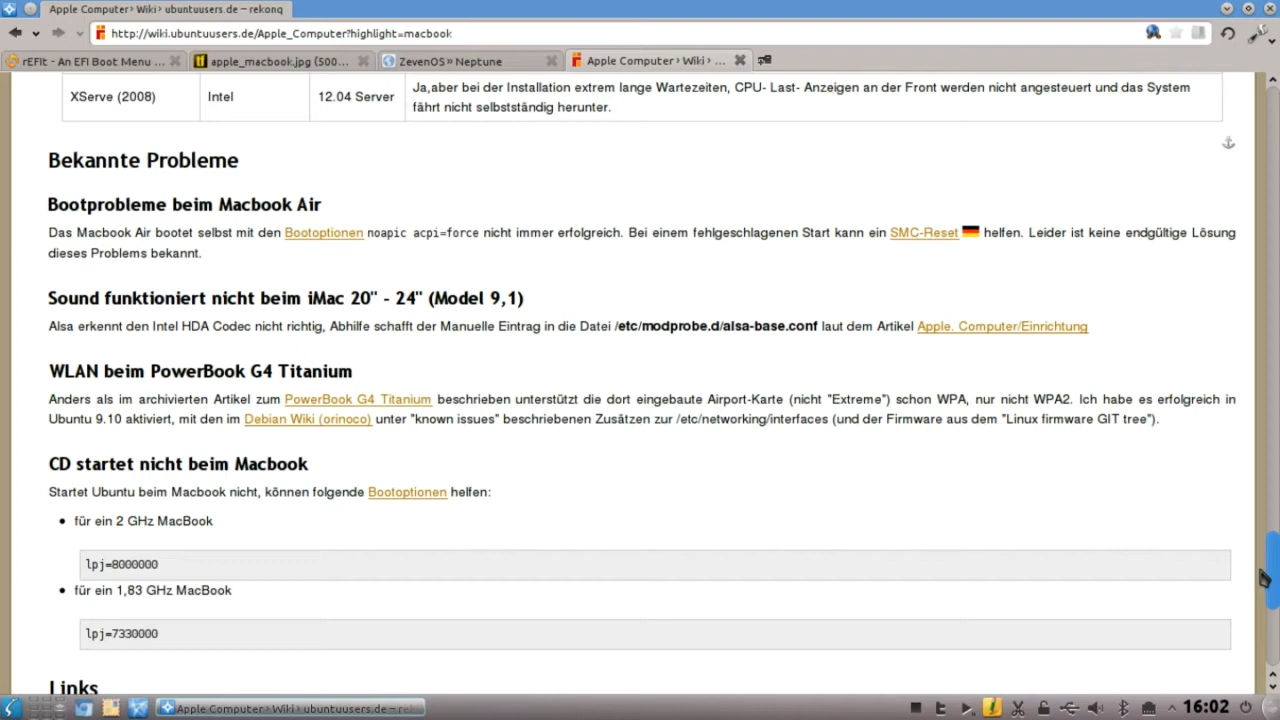 Apple Computer› Wiki› ubuntuusers.de – rekonq
http://wiki.ubuntuusers.de/Apple_Computer?highlight=macbook
rEFIt - An EFI Boot Menu ...
apple_macbook.jpg (500...
ZevenOS » Neptune
Apple Computer› Wiki› ...
XServe (2008)
Intel
12.04 Server
Ja,aber bei der Installation extrem lange Wartezeiten, CPU- Last- Anzeigen an der Front werden nicht angesteuert und das System
fährt nicht selbstständig herunter.
Bekannte Probleme
Bootprobleme beim Macbook Air
Das Macbook Air bootet selbst mit den Bootoptionen noapic acpi=force nicht immer erfolgreich. Bei einem fehlgeschlagenen Start kann ein SMC-Reset helfen. Leider ist keine endgültige Lösung
dieses Problems bekannt.
Sound funktioniert nicht beim iMac 20" - 24" (Model 9,1)
Alsa erkennt den Intel HDA Codec nicht richtig, Abhilfe schafft der Manuelle Eintrag in die Datei /etc/modprobe.d/alsa-base.conf laut dem Artikel Apple. Computer/Einrichtung
WLAN beim PowerBook G4 Titanium
Anders als im archivierten Artikel zum PowerBook G4 Titanium beschrieben unterstützt die dort eingebaute Airport-Karte (nicht "Extreme") schon WPA, nur nicht WPA2. Ich habe es erfolgreich in
Ubuntu 9.10 aktiviert, mit den im Debian Wiki (orinoco) unter "known issues" beschriebenen Zusätzen zur /etc/networking/interfaces (und der Firmware aus dem "Linux firmware GIT tree").
CD startet nicht beim Macbook
Startet Ubuntu beim Macbook nicht, können folgende Bootoptionen helfen:
• für ein 2 GHz MacBook
lpj=8000000
• für ein 1,83 GHz MacBook
lpj=7330000
Links
Apple Computer› Wiki› ubuntuusers.de – rek
16:02